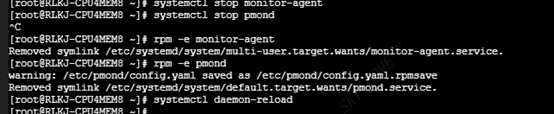 [root@RLKJ-CPU4MEM8 ~]# systemctl stop monitor-agent
[root@RLKJ-CPU4MEM8 ~]# systemctl stop pmond
^C
[root@RLKJ-CPU4MEM8 ~]# rpm -e monitor-agent
Removed symlink /etc/systemd/system/multi-user.target.wants/monitor-agent.service.
[root@RLKJ-CPU4MEM8 ~]# rpm -e pmond
warning: /etc/pmond/config.yaml saved as /etc/pmond/config.yaml.rpmsave
Removed symlink /etc/systemd/system/default.target.wants/pmond.service.
[root@RLKJ-CPU4MEM8 ~]# systemctl daemon-reload
[root@RLKJ-CPU4MEM8 ~]#